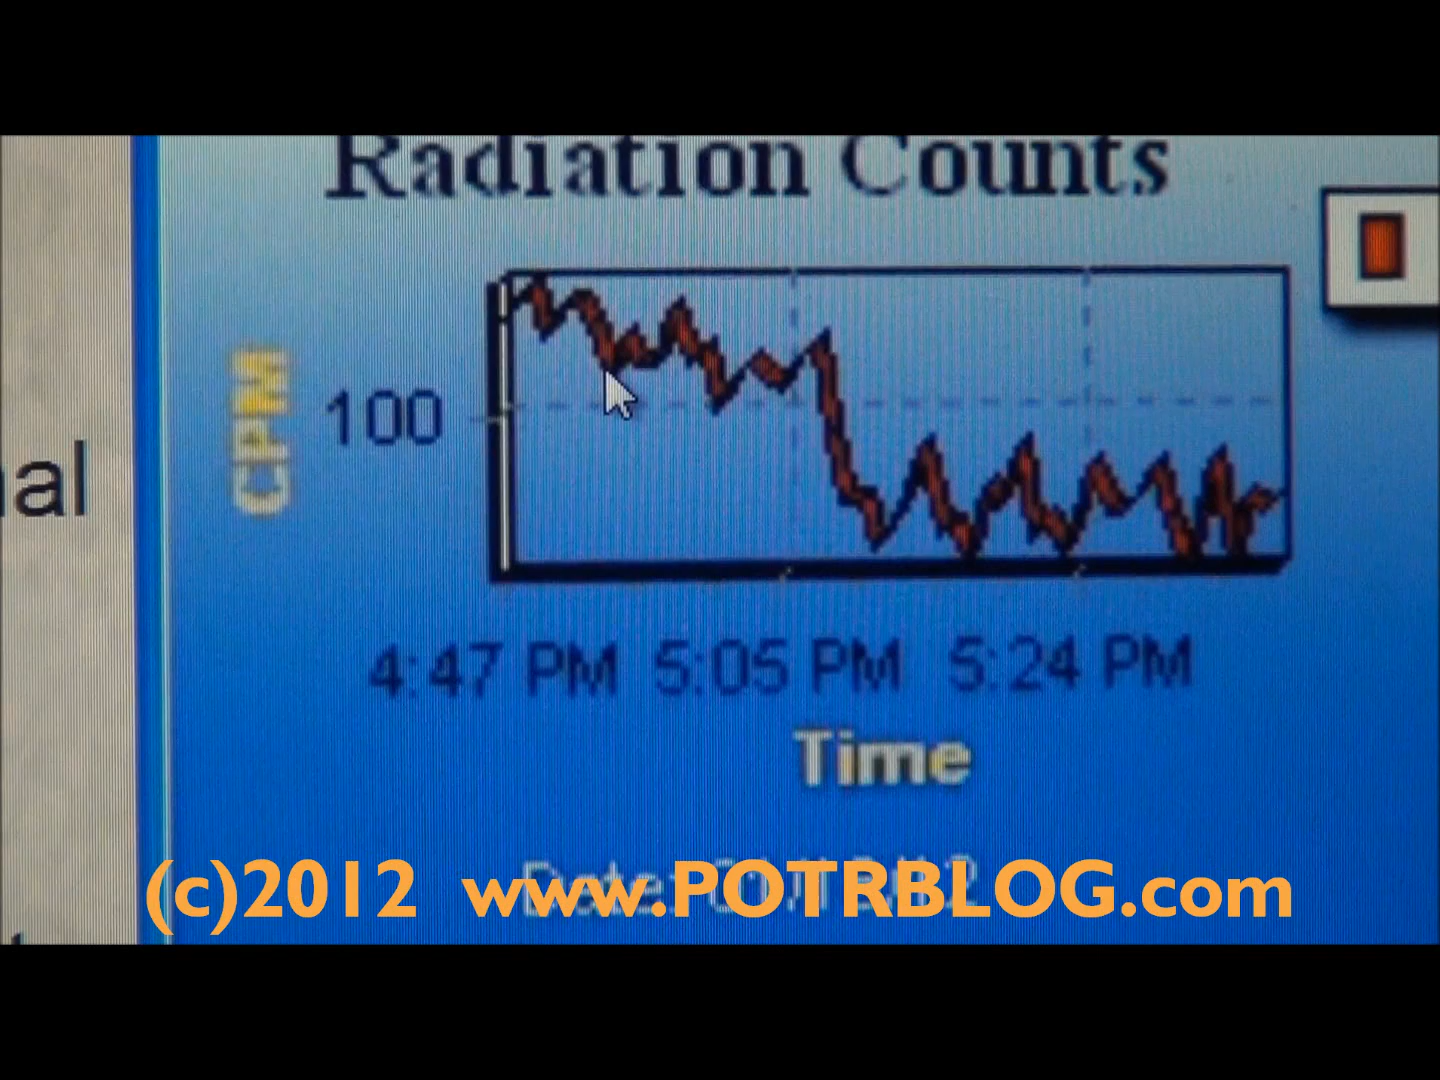 Radiation Counts
CPM
100
al
4:47 PM 5:05 PM 5:24 PM
Time
(c)2012 www.POTRBLOG.com
Date: